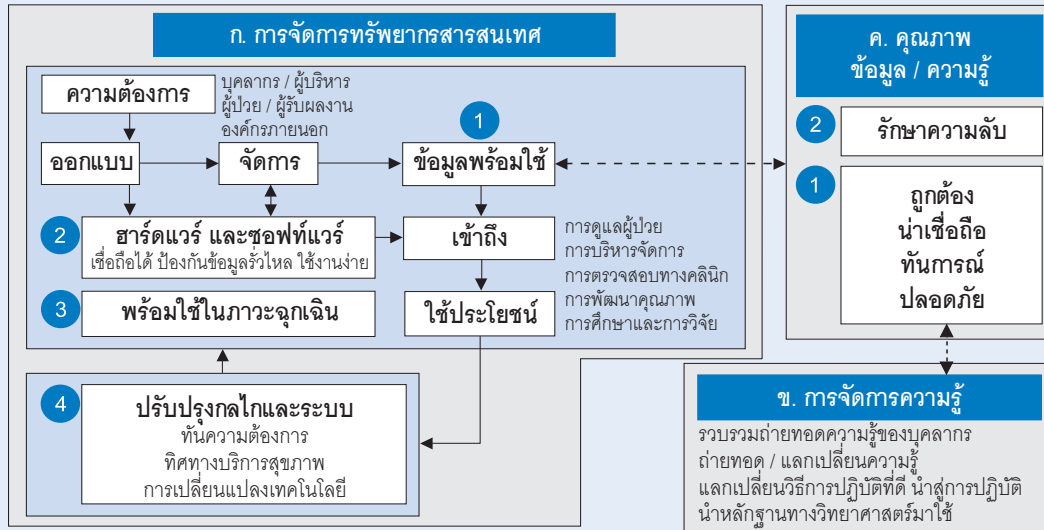 ก. การจัดการทรัพยากรสารสนเทศ
ความต้องการ
บุคลากร / ผู้บริหาร
ผู้ป่วย / ผู้รับผลงาน
องค์กรภายนอก
1
ออกแบบ
จัดการ
ข้อมูลพร้อมใช้
2
ฮาร์ดแวร์ และซอฟท์แวร์
เชื่อถือได้ ป้องกันข้อมูลรั่วไหล ใช้งานง่าย
เข้าถึง
การดูแลผู้ป่วย
การบริหารจัดการ
การตรวจสอบทางคลินิก
การพัฒนาคุณภาพ
การศึกษาและการวิจัย
3
พร้อมใช้ในภาวะฉุกเฉิน
ใช้ประโยชน์
4
ปรับปรุงกลไกและระบบ
ทันความต้องการ
ทิศทางบริการสุขภาพ
การเปลี่ยนแปลงเทคโนโลยี
ค. คุณภาพ
ข้อมูล / ความรู้
2
รักษาความลับ
1
ถูกต้อง
น่าเชื่อถือ
ทันการณ์
ปลอดภัย
ข. การจัดการความรู้
รวบรวมถ่ายทอดความรู้ของบุคลากร
ถ่ายทอด / แลกเปลี่ยนความรู้
แลกเปลี่ยนวิธีการปฏิบัติที่ดี นำสู่การปฏิบัติ
นำหลักฐานทางวิทยาศาสตร์มาใช้